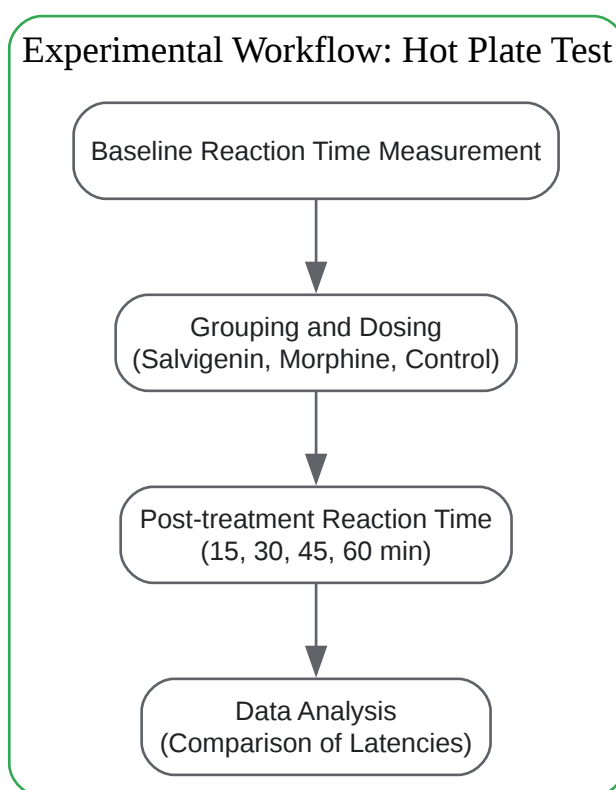 Experimental Workflow: Hot Plate Test
Baseline Reaction Time Measurement
Grouping and Dosing
(Salvigenin, Morphine, Control)
Post-treatment Reaction Time
(15, 30, 45, 60 min)
Data Analysis
(Comparison of Latencies)